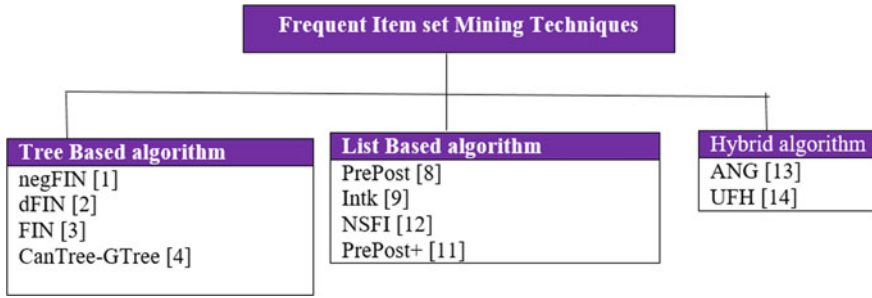 Frequent Item set Mining Techniques
Tree Based algorithm
negFIN [1]
dFIN [2]
FIN [3]
CanTree-GTree [4]
List Based algorithm
PrePost [8]
Intk [9]
NSFI [12]
PrePost+ [11]
Hybrid algorithm
ANG [13]
UFH [14]